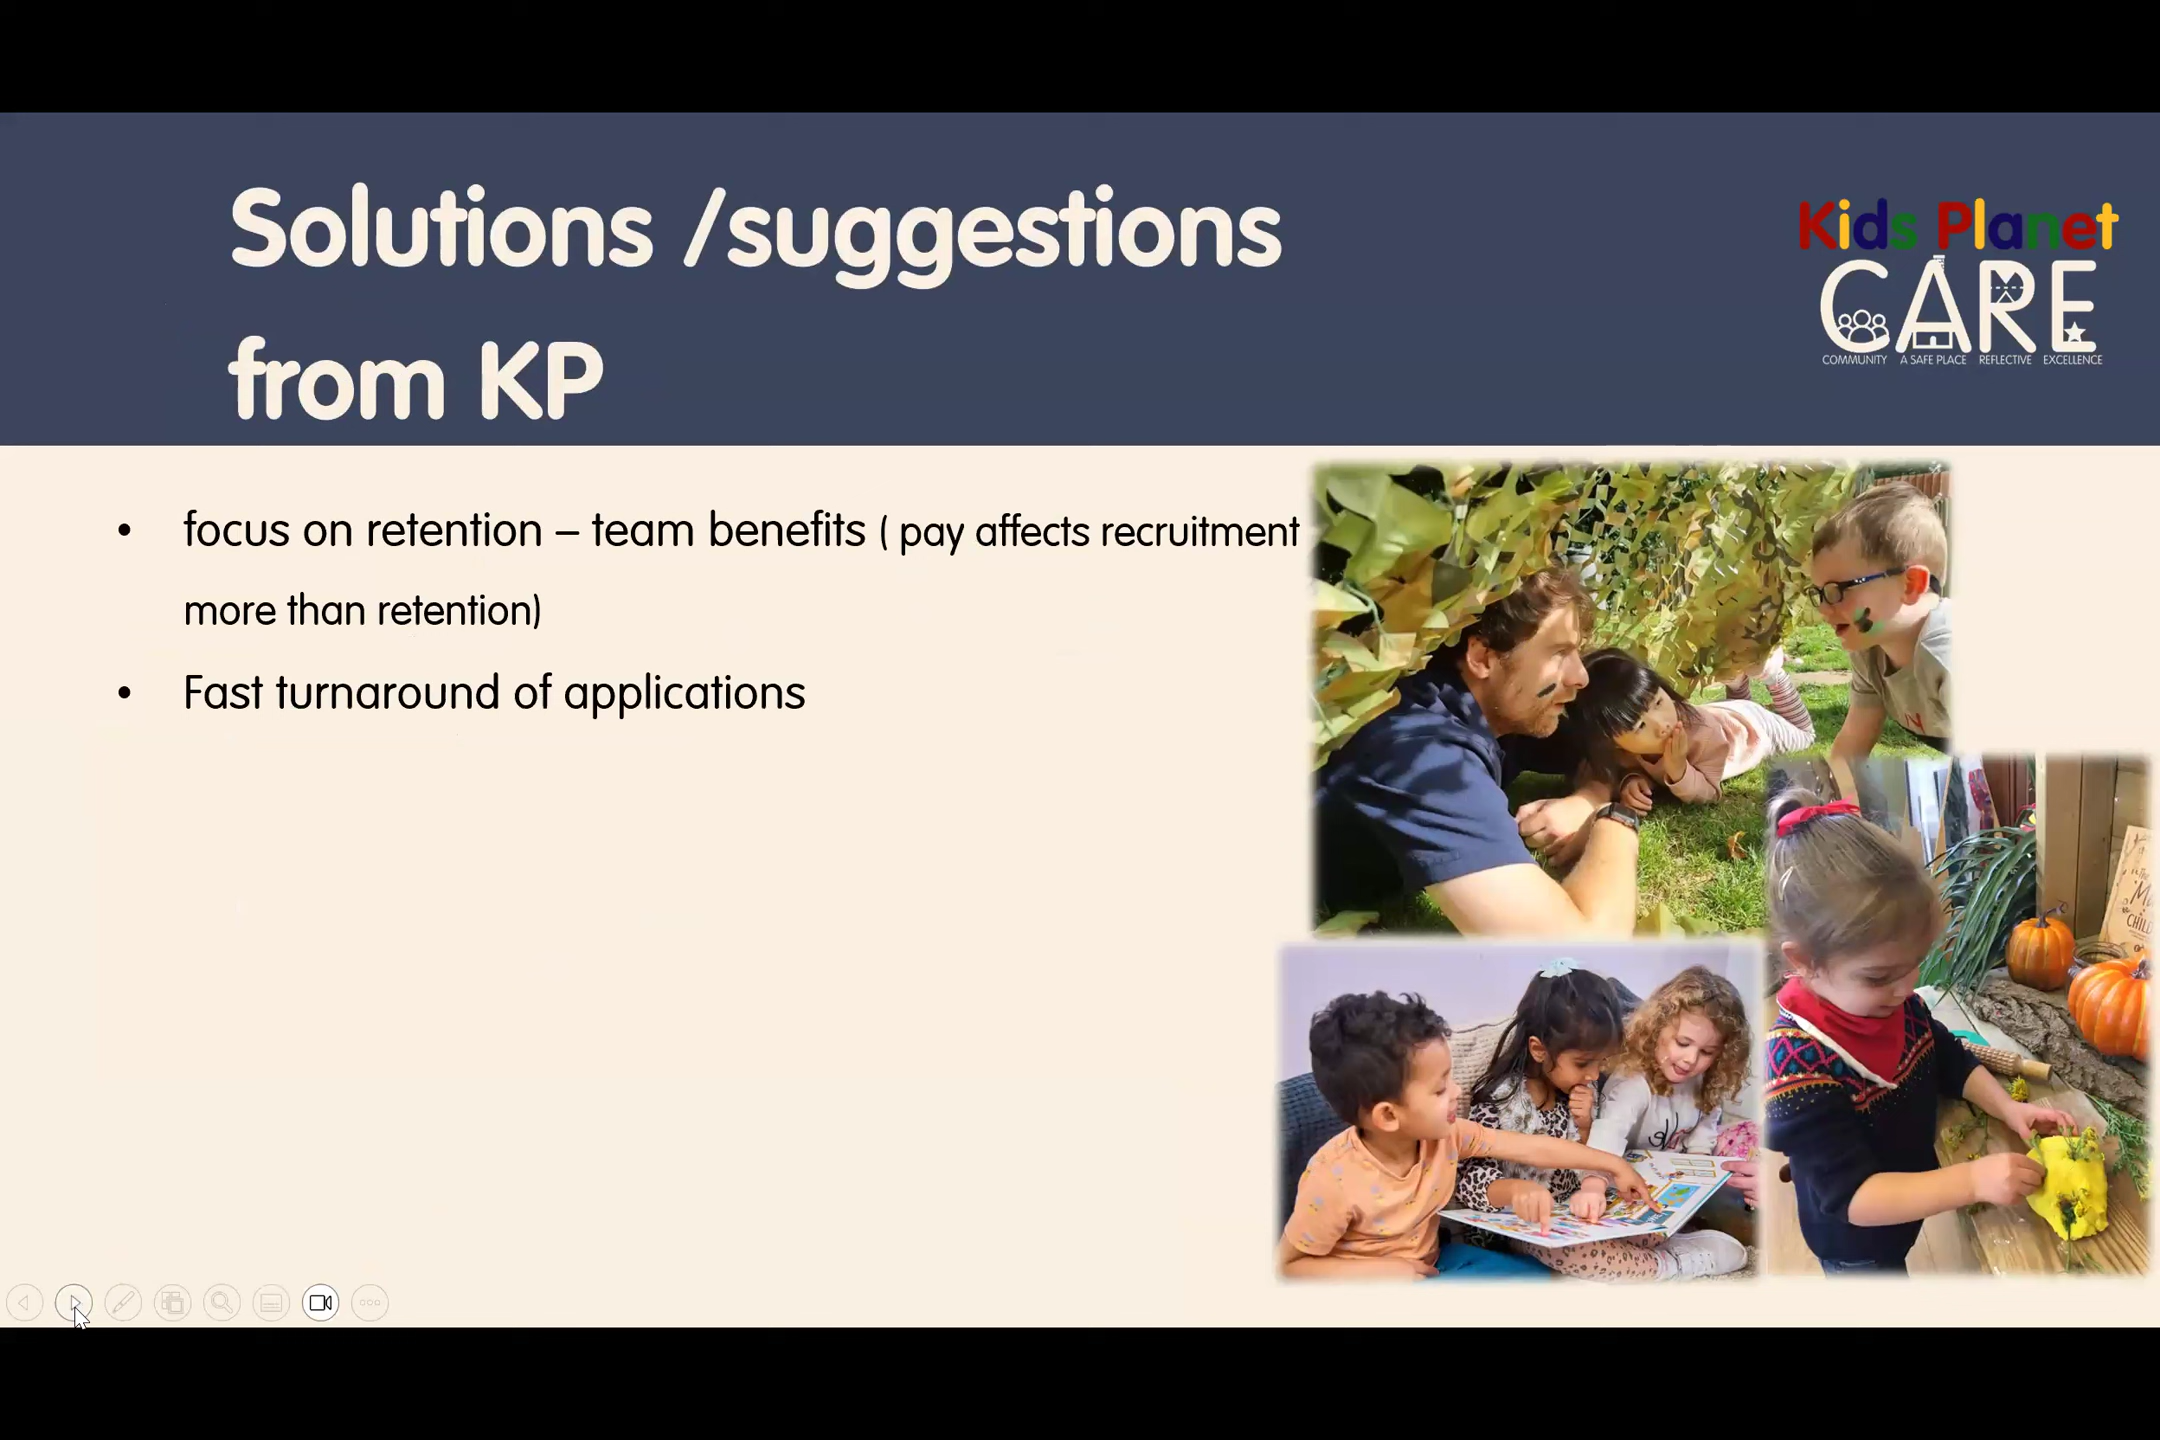 Solutions /suggestions
from KP
Kids Planet
CARE
COMMUNITY A SAFE PLACE REFLECTIVE EXCELLENCE
• focus on retention – team benefits ( pay affects recruitment
more than retention)
• Fast turnaround of applications